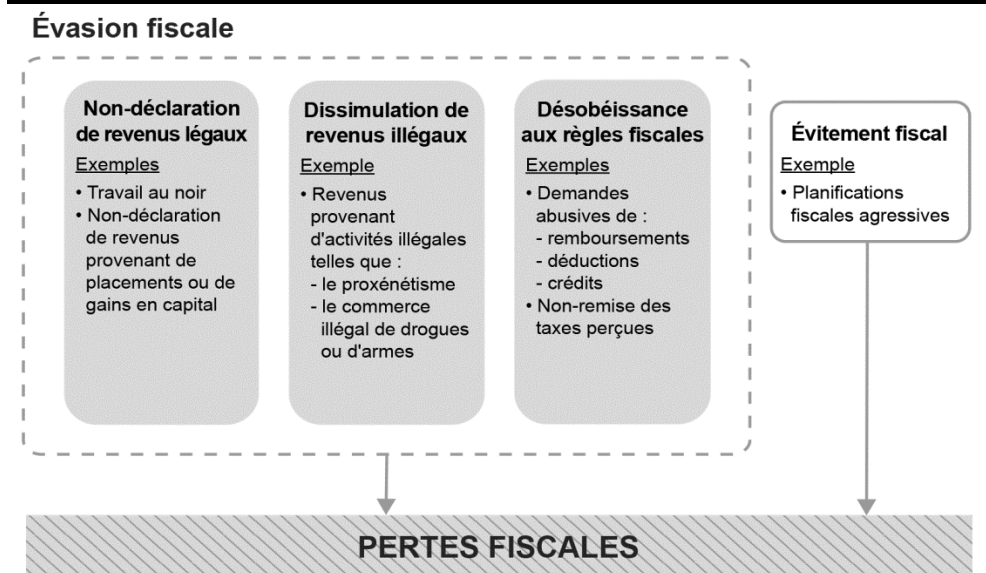 Évasion fiscale
Non-déclaration
de revenus légaux
Exemples
• Travail au noir
• Non-déclaration
de revenus
provenant de
placements ou de
gains en capital
Dissimulation de
revenus illégaux
Exemple
• Revenus
provenant
d'activités illégales
telles que :
- le proxénétisme
- le commerce
illégal de drogues
ou d'armes
Désobéissance
aux règles fiscales
Exemples
• Demandes
abusives de :
- remboursements
- déductions
- crédits
• Non-remise des
taxes perçues
Évitement fiscal
Exemple
• Planifications
fiscales agressives
PERTES FISCALES